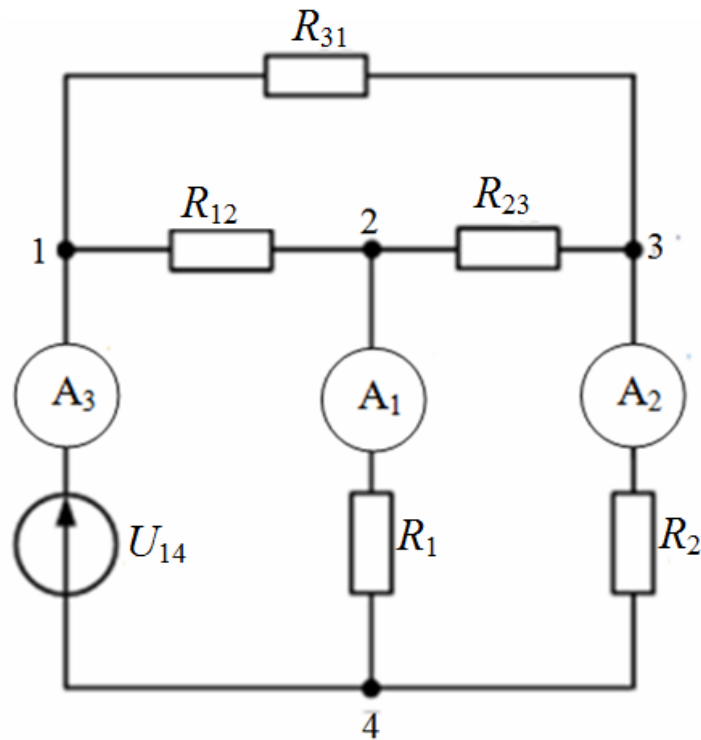 R₃₁
R₁₂ 2 R₂₃
1 3
A₃ A₁ A₂
U₁₄ R₁ R₂
4